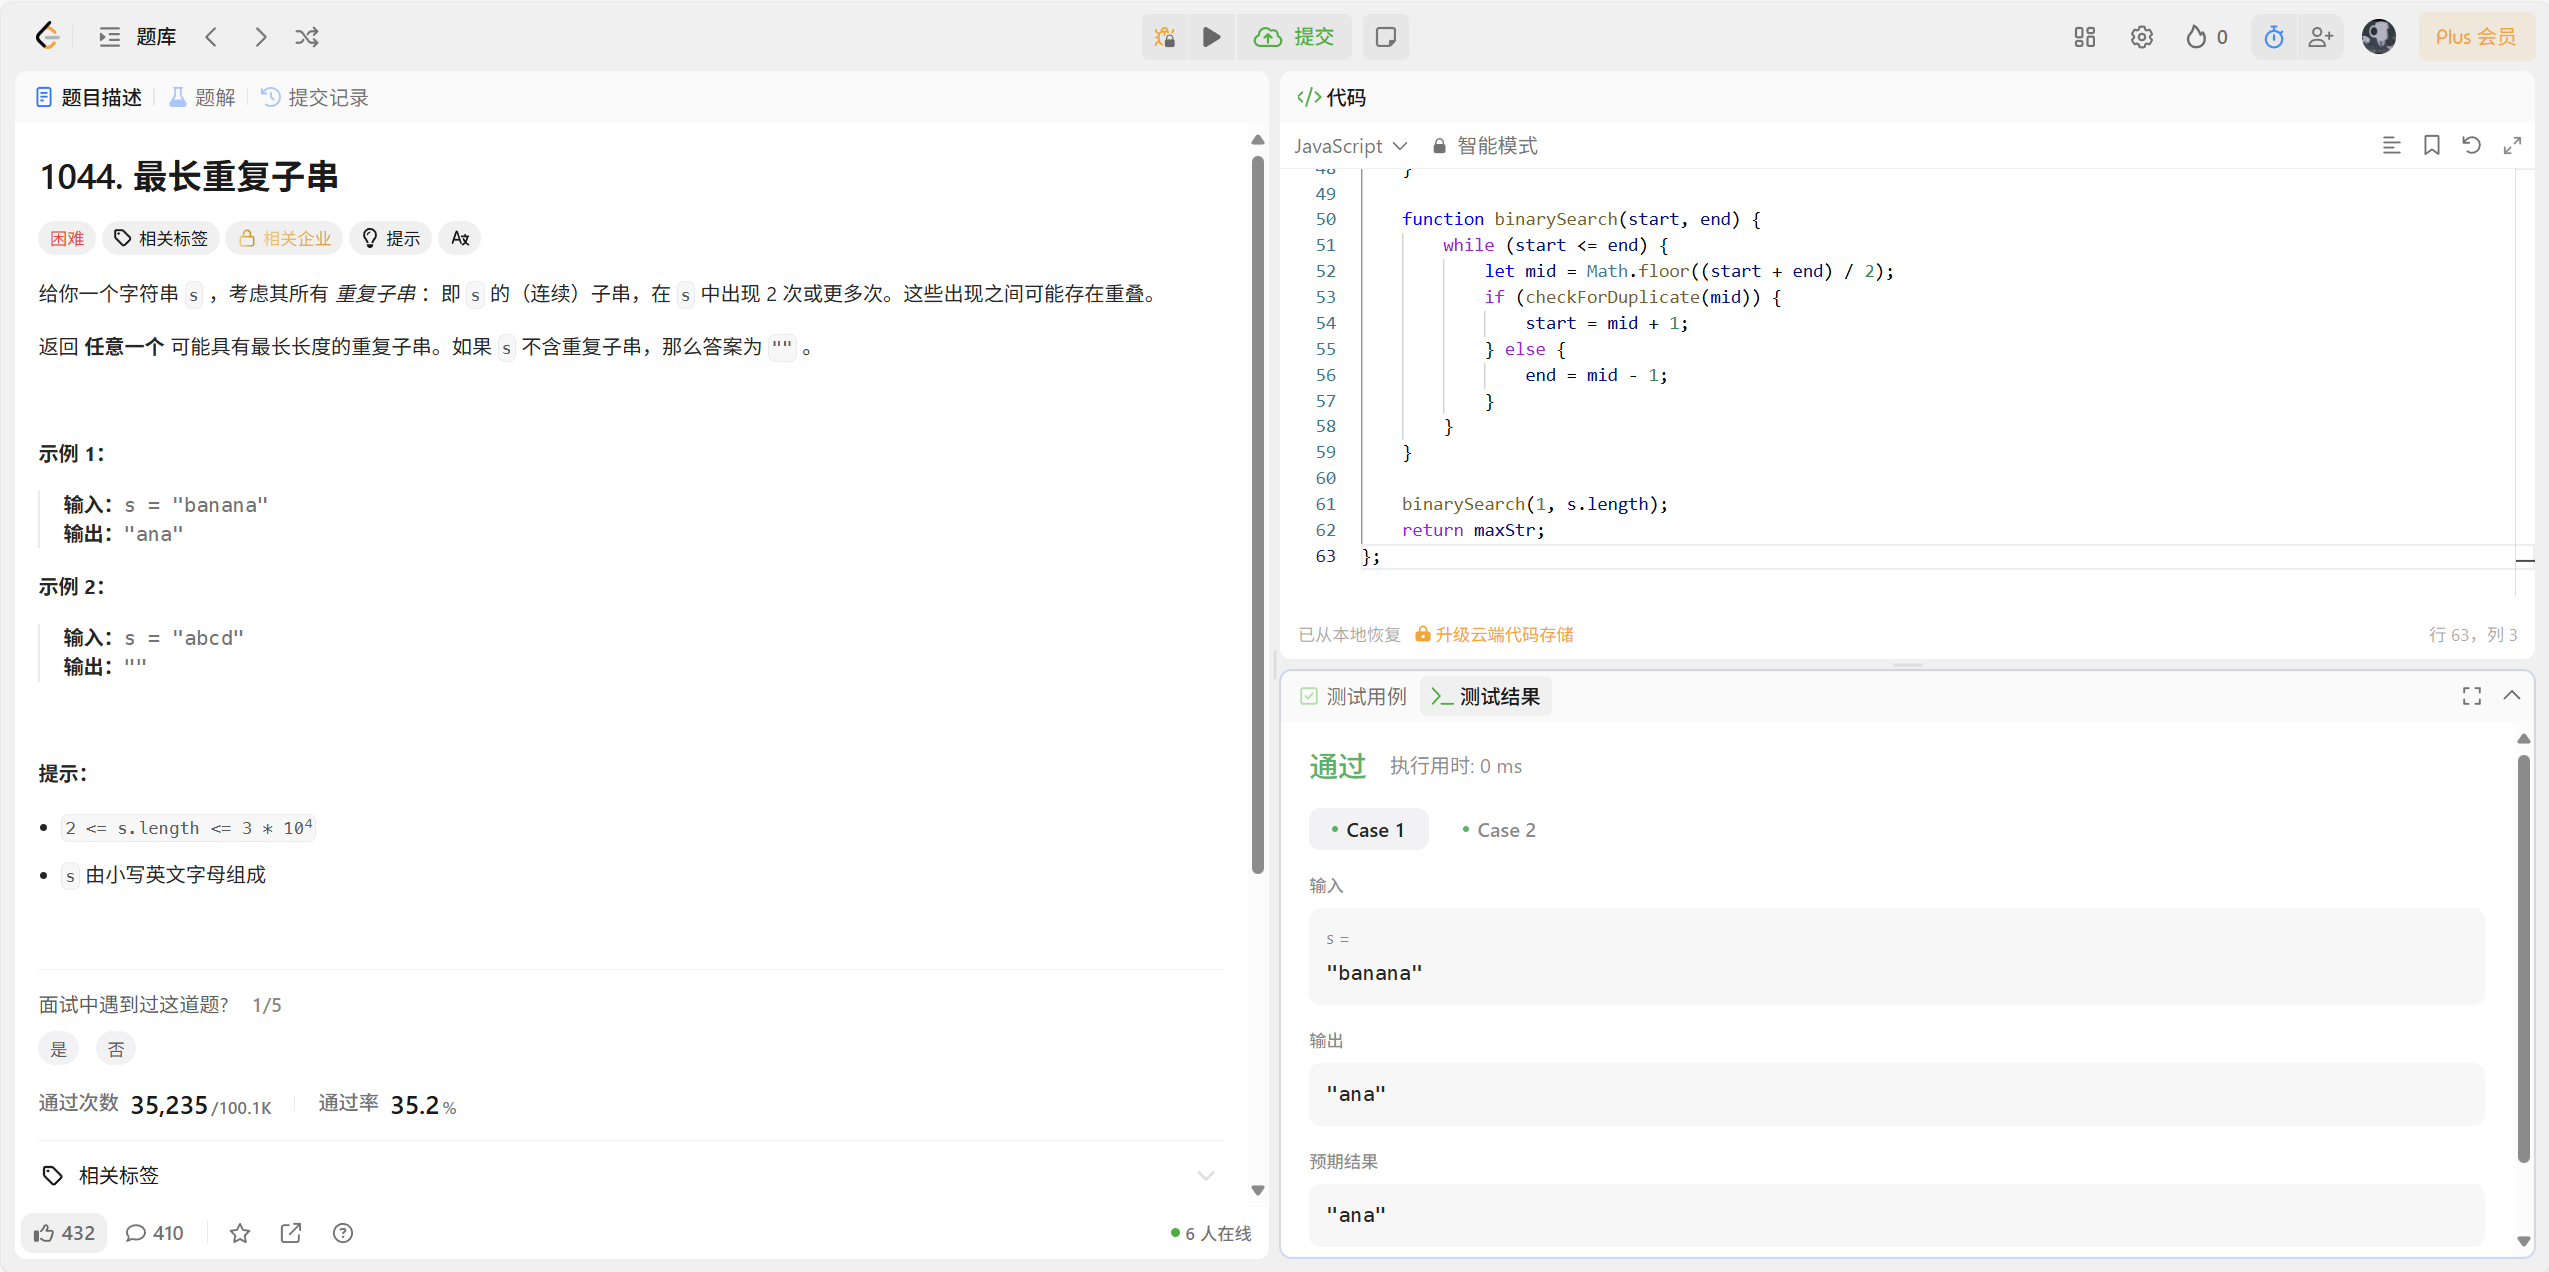 题库
提交
0
Plus 会员
题目描述
题解
提交记录
1044. 最长重复子串
困难
相关标签
相关企业
提示
给你一个字符串 s ，考虑其所有 重复子串 ：即 s 的（连续）子串，在 s 中出现 2 次或更多次。这些出现之间可能存在重叠。
返回 任意一个 可能具有最长长度的重复子串。如果 s 不含重复子串，那么答案为 "" 。
示例 1：
输入：s = "banana"
输出："ana"
示例 2：
输入：s = "abcd"
输出：""
提示：
2 <= s.length <= 3 * 10⁴
s 由小写英文字母组成
面试中遇到过这道题? 1/5
是 否
通过次数 35,235/100.1K 通过率 35.2%
相关标签
432
410
6 人在线
</> 代码
JavaScript 智能模式
48 }
49
50 function binarySearch(start, end) {
51 while (start <= end) {
52 let mid = Math.floor((start + end) / 2);
53 if (checkForDuplicate(mid)) {
54 start = mid + 1;
55 } else {
56 end = mid - 1;
57 }
58 }
59 }
60
61 binarySearch(1, s.length);
62 return maxStr;
63 };
已从本地恢复 升级云端代码存储
行 63，列 3
测试用例
测试结果
通过 执行用时: 0 ms
Case 1
Case 2
输入
s =
"banana"
输出
"ana"
预期结果
"ana"